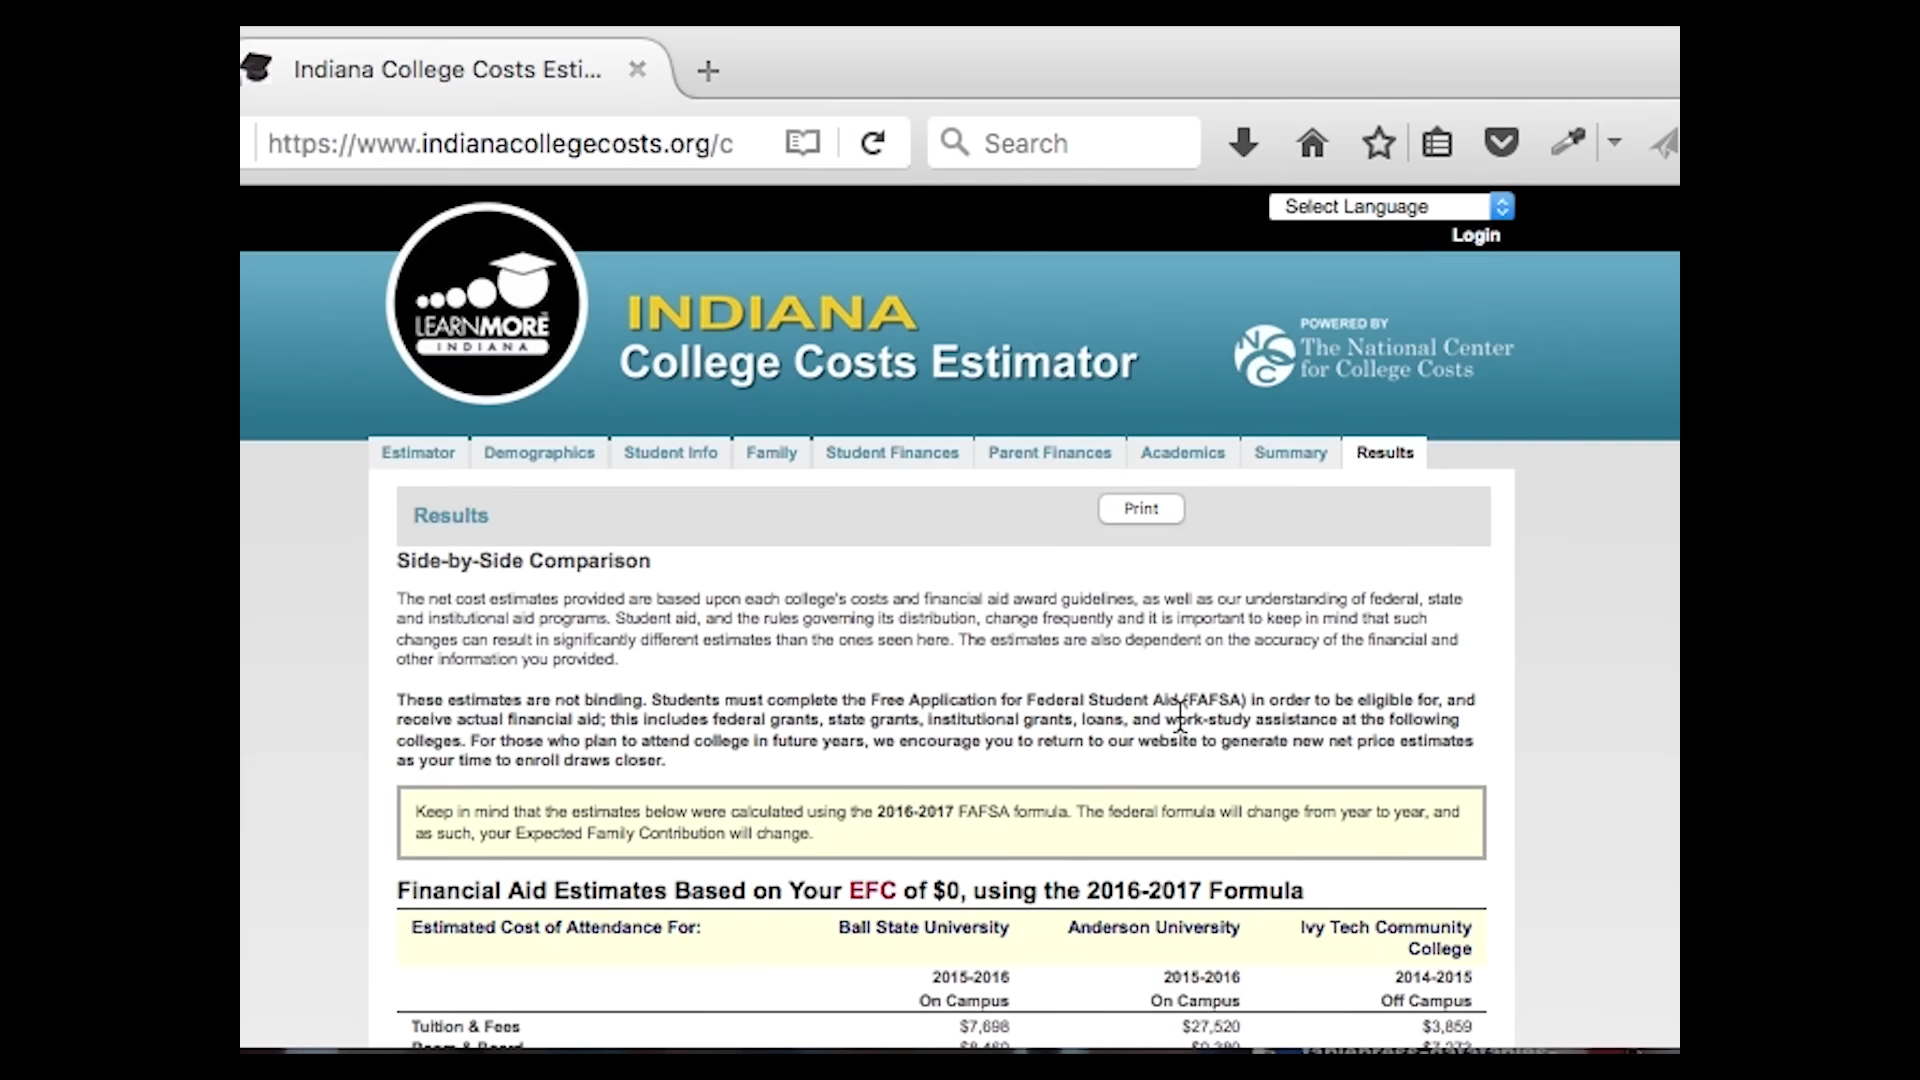 Indiana College Costs Esti...
https://www.indianacollegecosts.org/c
Search
Select Language
Login
LEARNMORE
INDIANA
INDIANA
College Costs Estimator
POWERED BY
NCC
The National Center
for College Costs
Estimator Demographics Student Info Family Student Finances Parent Finances Academics Summary Results
Results
Print
Side-by-Side Comparison
The net cost estimates provided are based upon each college's costs and financial aid award guidelines, as well as our understanding of federal, state
and institutional aid programs. Student aid, and the rules governing its distribution, change frequently and it is important to keep in mind that such
changes can result in significantly different estimates than the ones seen here. The estimates are also dependent on the accuracy of the financial and
other information you provided.
These estimates are not binding. Students must complete the Free Application for Federal Student Aid (FAFSA) in order to be eligible for, and
receive actual financial aid; this includes federal grants, state grants, institutional grants, loans, and work-study assistance at the following
colleges. For those who plan to attend college in future years, we encourage you to return to our website to generate new net price estimates
as your time to enroll draws closer.
Keep in mind that the estimates below were calculated using the 2016-2017 FAFSA formula. The federal formula will change from year to year, and
as such, your Expected Family Contribution will change.
Financial Aid Estimates Based on Your EFC of $0, using the 2016-2017 Formula
Estimated Cost of Attendance For: Ball State University Anderson University Ivy Tech Community
College
2015-2016 2015-2016 2014-2015
On Campus On Campus Off Campus
Tuition & Fees $7,698 $27,520 $3,859
Room & Board